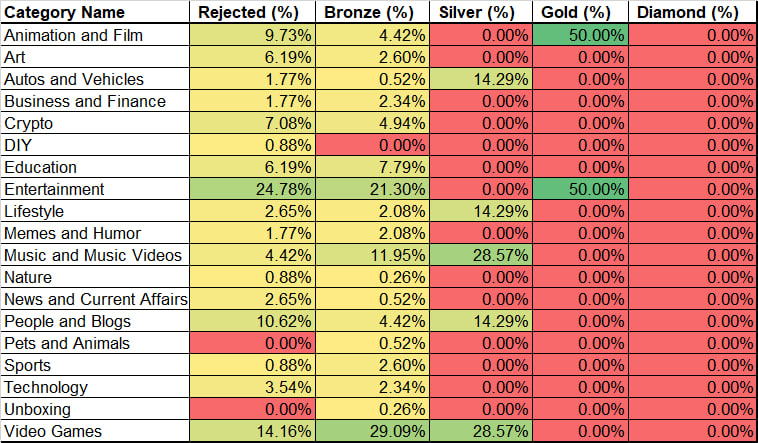 Category Name Rejected (%) Bronze (%) Silver (%) Gold (%) Diamond (%)
Animation and Film 9.73% 4.42% 0.00% 50.00% 0.00%
Art 6.19% 2.60% 0.00% 0.00% 0.00%
Autos and Vehicles 1.77% 0.52% 14.29% 0.00% 0.00%
Business and Finance 1.77% 2.34% 0.00% 0.00% 0.00%
Crypto 7.08% 4.94% 0.00% 0.00% 0.00%
DIY 0.88% 0.00% 0.00% 0.00% 0.00%
Education 6.19% 7.79% 0.00% 0.00% 0.00%
Entertainment 24.78% 21.30% 0.00% 50.00% 0.00%
Lifestyle 2.65% 2.08% 14.29% 0.00% 0.00%
Memes and Humor 1.77% 2.08% 0.00% 0.00% 0.00%
Music and Music Videos 4.42% 11.95% 28.57% 0.00% 0.00%
Nature 0.88% 0.26% 0.00% 0.00% 0.00%
News and Current Affairs 2.65% 0.52% 0.00% 0.00% 0.00%
People and Blogs 10.62% 4.42% 14.29% 0.00% 0.00%
Pets and Animals 0.00% 0.52% 0.00% 0.00% 0.00%
Sports 0.88% 2.60% 0.00% 0.00% 0.00%
Technology 3.54% 2.34% 0.00% 0.00% 0.00%
Unboxing 0.00% 0.26% 0.00% 0.00% 0.00%
Video Games 14.16% 29.09% 28.57% 0.00% 0.00%